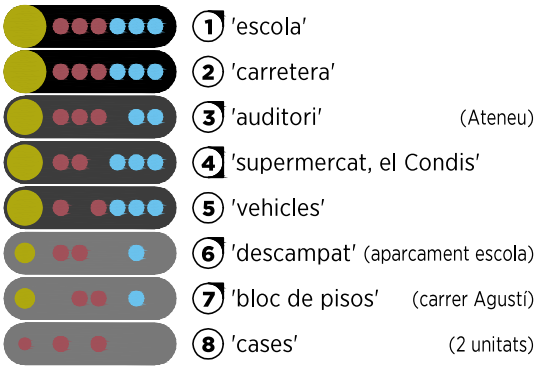 1 'escola'
2 'carretera'
3 'auditori' (Ateneu)
4 'supermercat, el Condis'
5 'vehicles'
6 'descampat' (aparcament escola)
7 'bloc de pisos' (carrer Agustí)
8 'cases' (2 unitats)